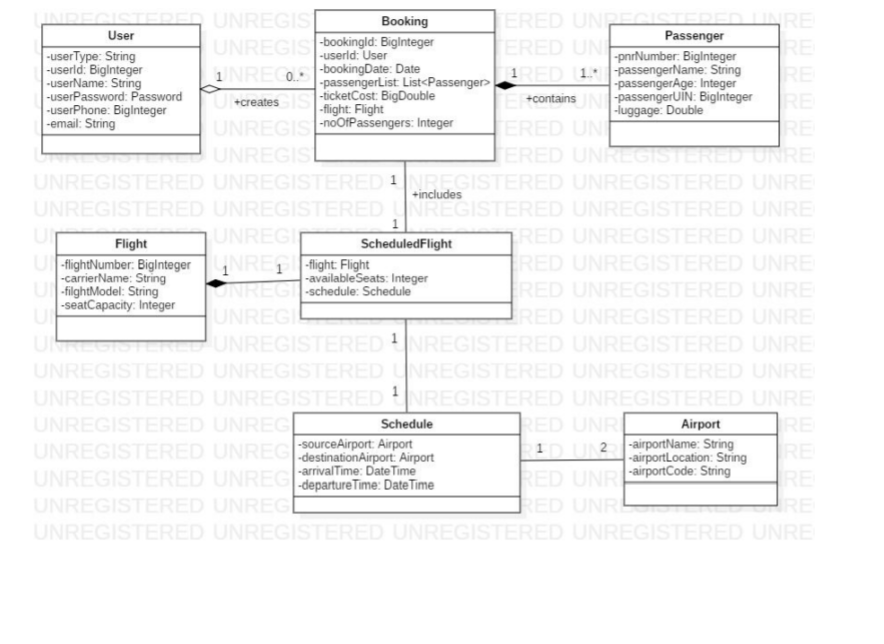 User
-userType: String
-userId: BigInteger
-userName: String
-userPassword: Password
-userPhone: BigInteger
-email: String
1
0..*
+creates
Booking
-bookingId: BigInteger
-userId: User
-bookingDate: Date
-passengerList: List<Passenger>
-ticketCost: BigDouble
-flight: Flight
-noOfPassengers: Integer
1
1..*
+contains
Passenger
-pnrNumber: BigInteger
-passengerName: String
-passengerAge: Integer
-passengerUIN: BigInteger
-luggage: Double
1
+includes
1
Flight
-flightNumber: BigInteger
-carrierName: String
-filghtModel: String
-seatCapacity: Integer
1
1
ScheduledFlight
-flight: Flight
-availableSeats: Integer
-schedule: Schedule
1
1
Schedule
-sourceAirport: Airport
-destinationAirport: Airport
-arrivalTime: DateTime
-departureTime: DateTime
1
2
Airport
-airportName: String
-airportLocation: String
-airportCode: String
UNREGISTERED UNREGISTERED UNREGISTERED UNREGISTERED UNRE